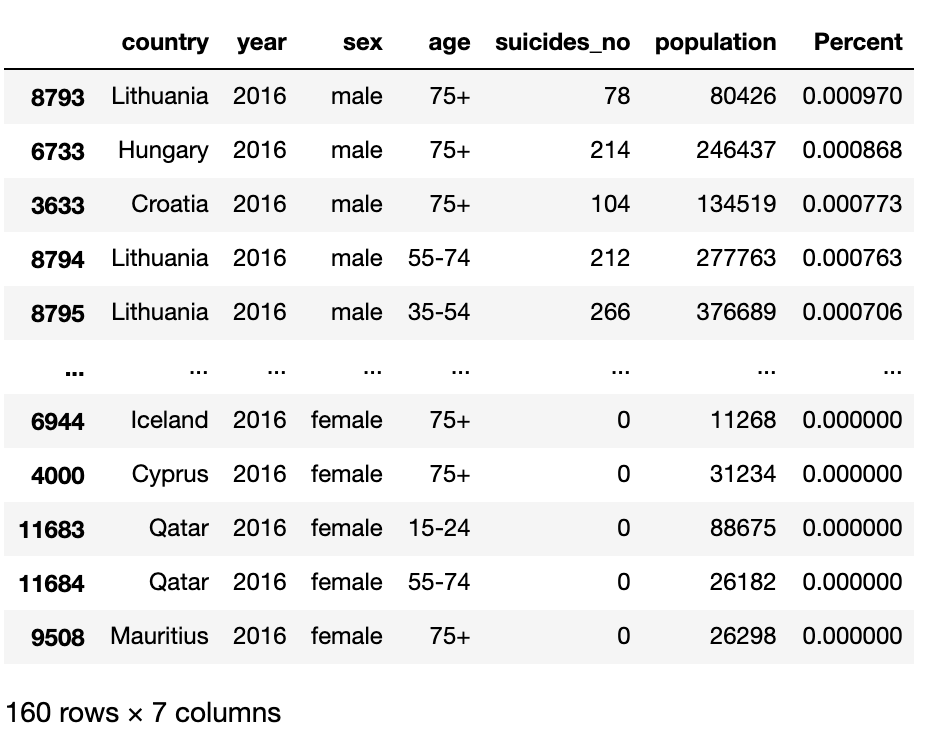 country year sex age suicides_no population Percent
8793 Lithuania 2016 male 75+ 78 80426 0.000970
6733 Hungary 2016 male 75+ 214 246437 0.000868
3633 Croatia 2016 male 75+ 104 134519 0.000773
8794 Lithuania 2016 male 55-74 212 277763 0.000763
8795 Lithuania 2016 male 35-54 266 376689 0.000706
... ... ... ... ... ... ... ...
6944 Iceland 2016 female 75+ 0 11268 0.000000
4000 Cyprus 2016 female 75+ 0 31234 0.000000
11683 Qatar 2016 female 15-24 0 88675 0.000000
11684 Qatar 2016 female 55-74 0 26182 0.000000
9508 Mauritius 2016 female 75+ 0 26298 0.000000
160 rows × 7 columns